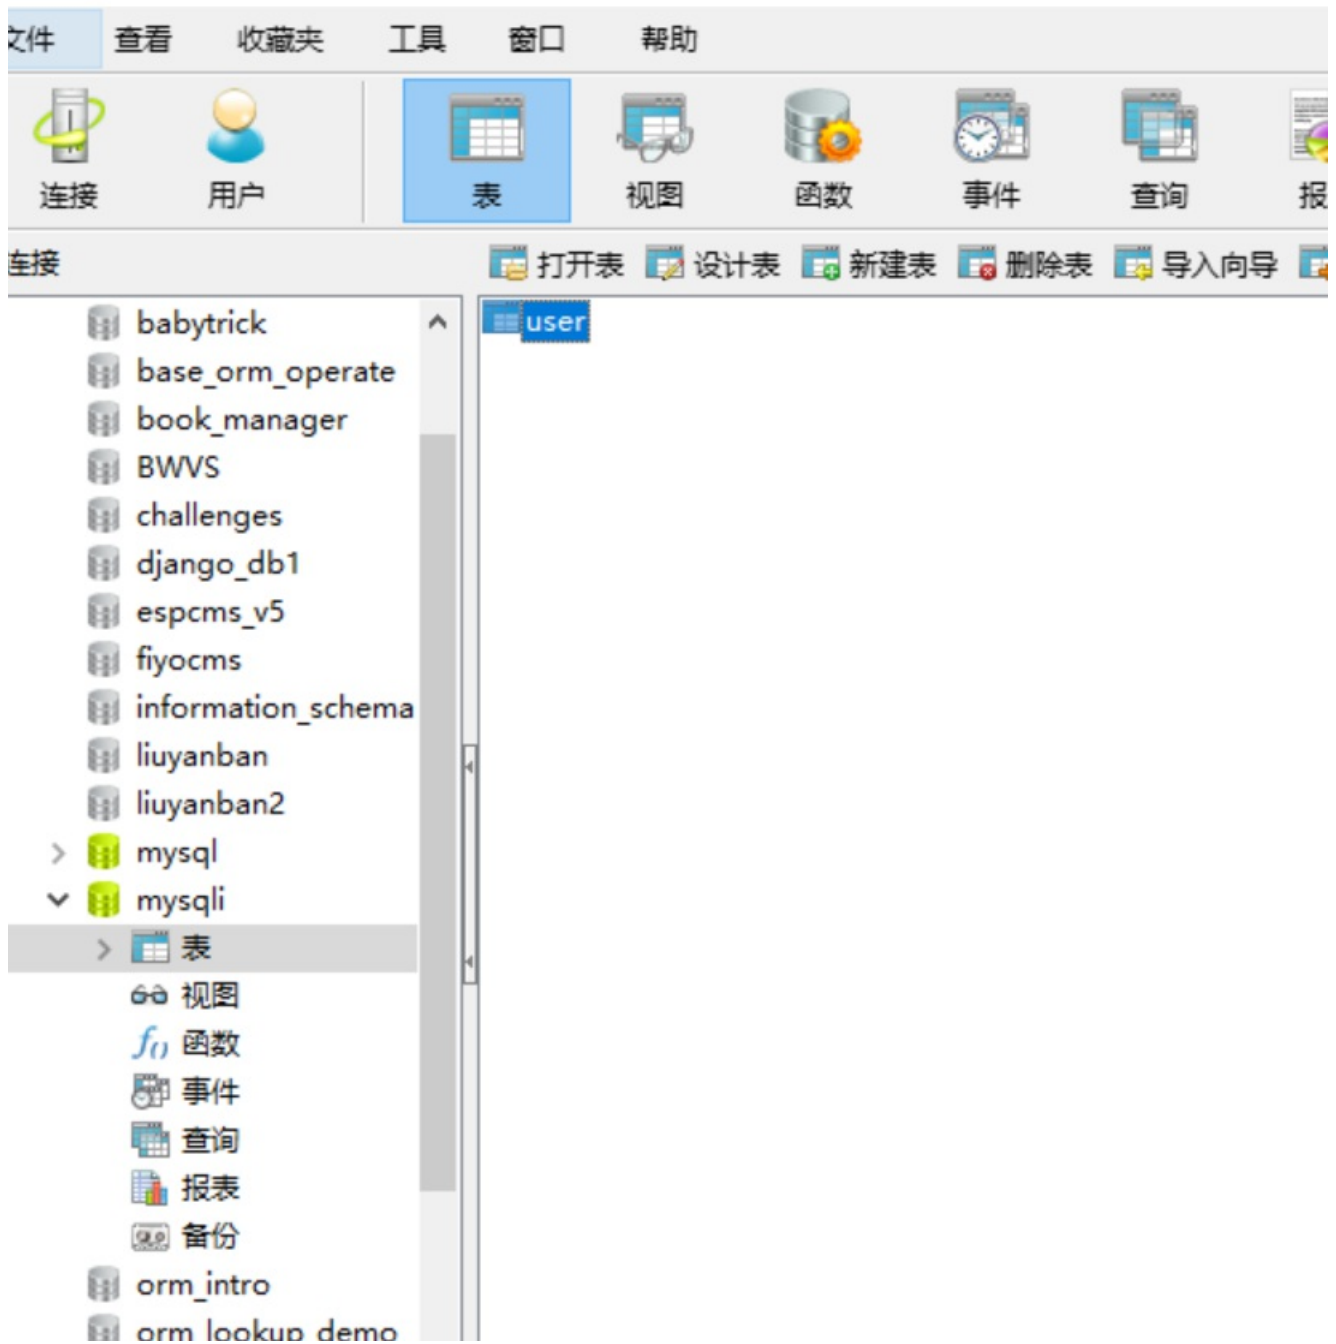 文件 查看 收藏夹 工具 窗口 帮助
连接 用户 表 视图 函数 事件 查询 报
连接 打开表 设计表 新建表 删除表 导入向导
babytrick
user
base_orm_operate
book_manager
BWVS
challenges
django_db1
espcms_v5
fiyocms
information_schema
liuyanban
liuyanban2
mysql
mysqli
表
视图
函数
事件
查询
报表
备份
orm_intro
orm_lookup_demo